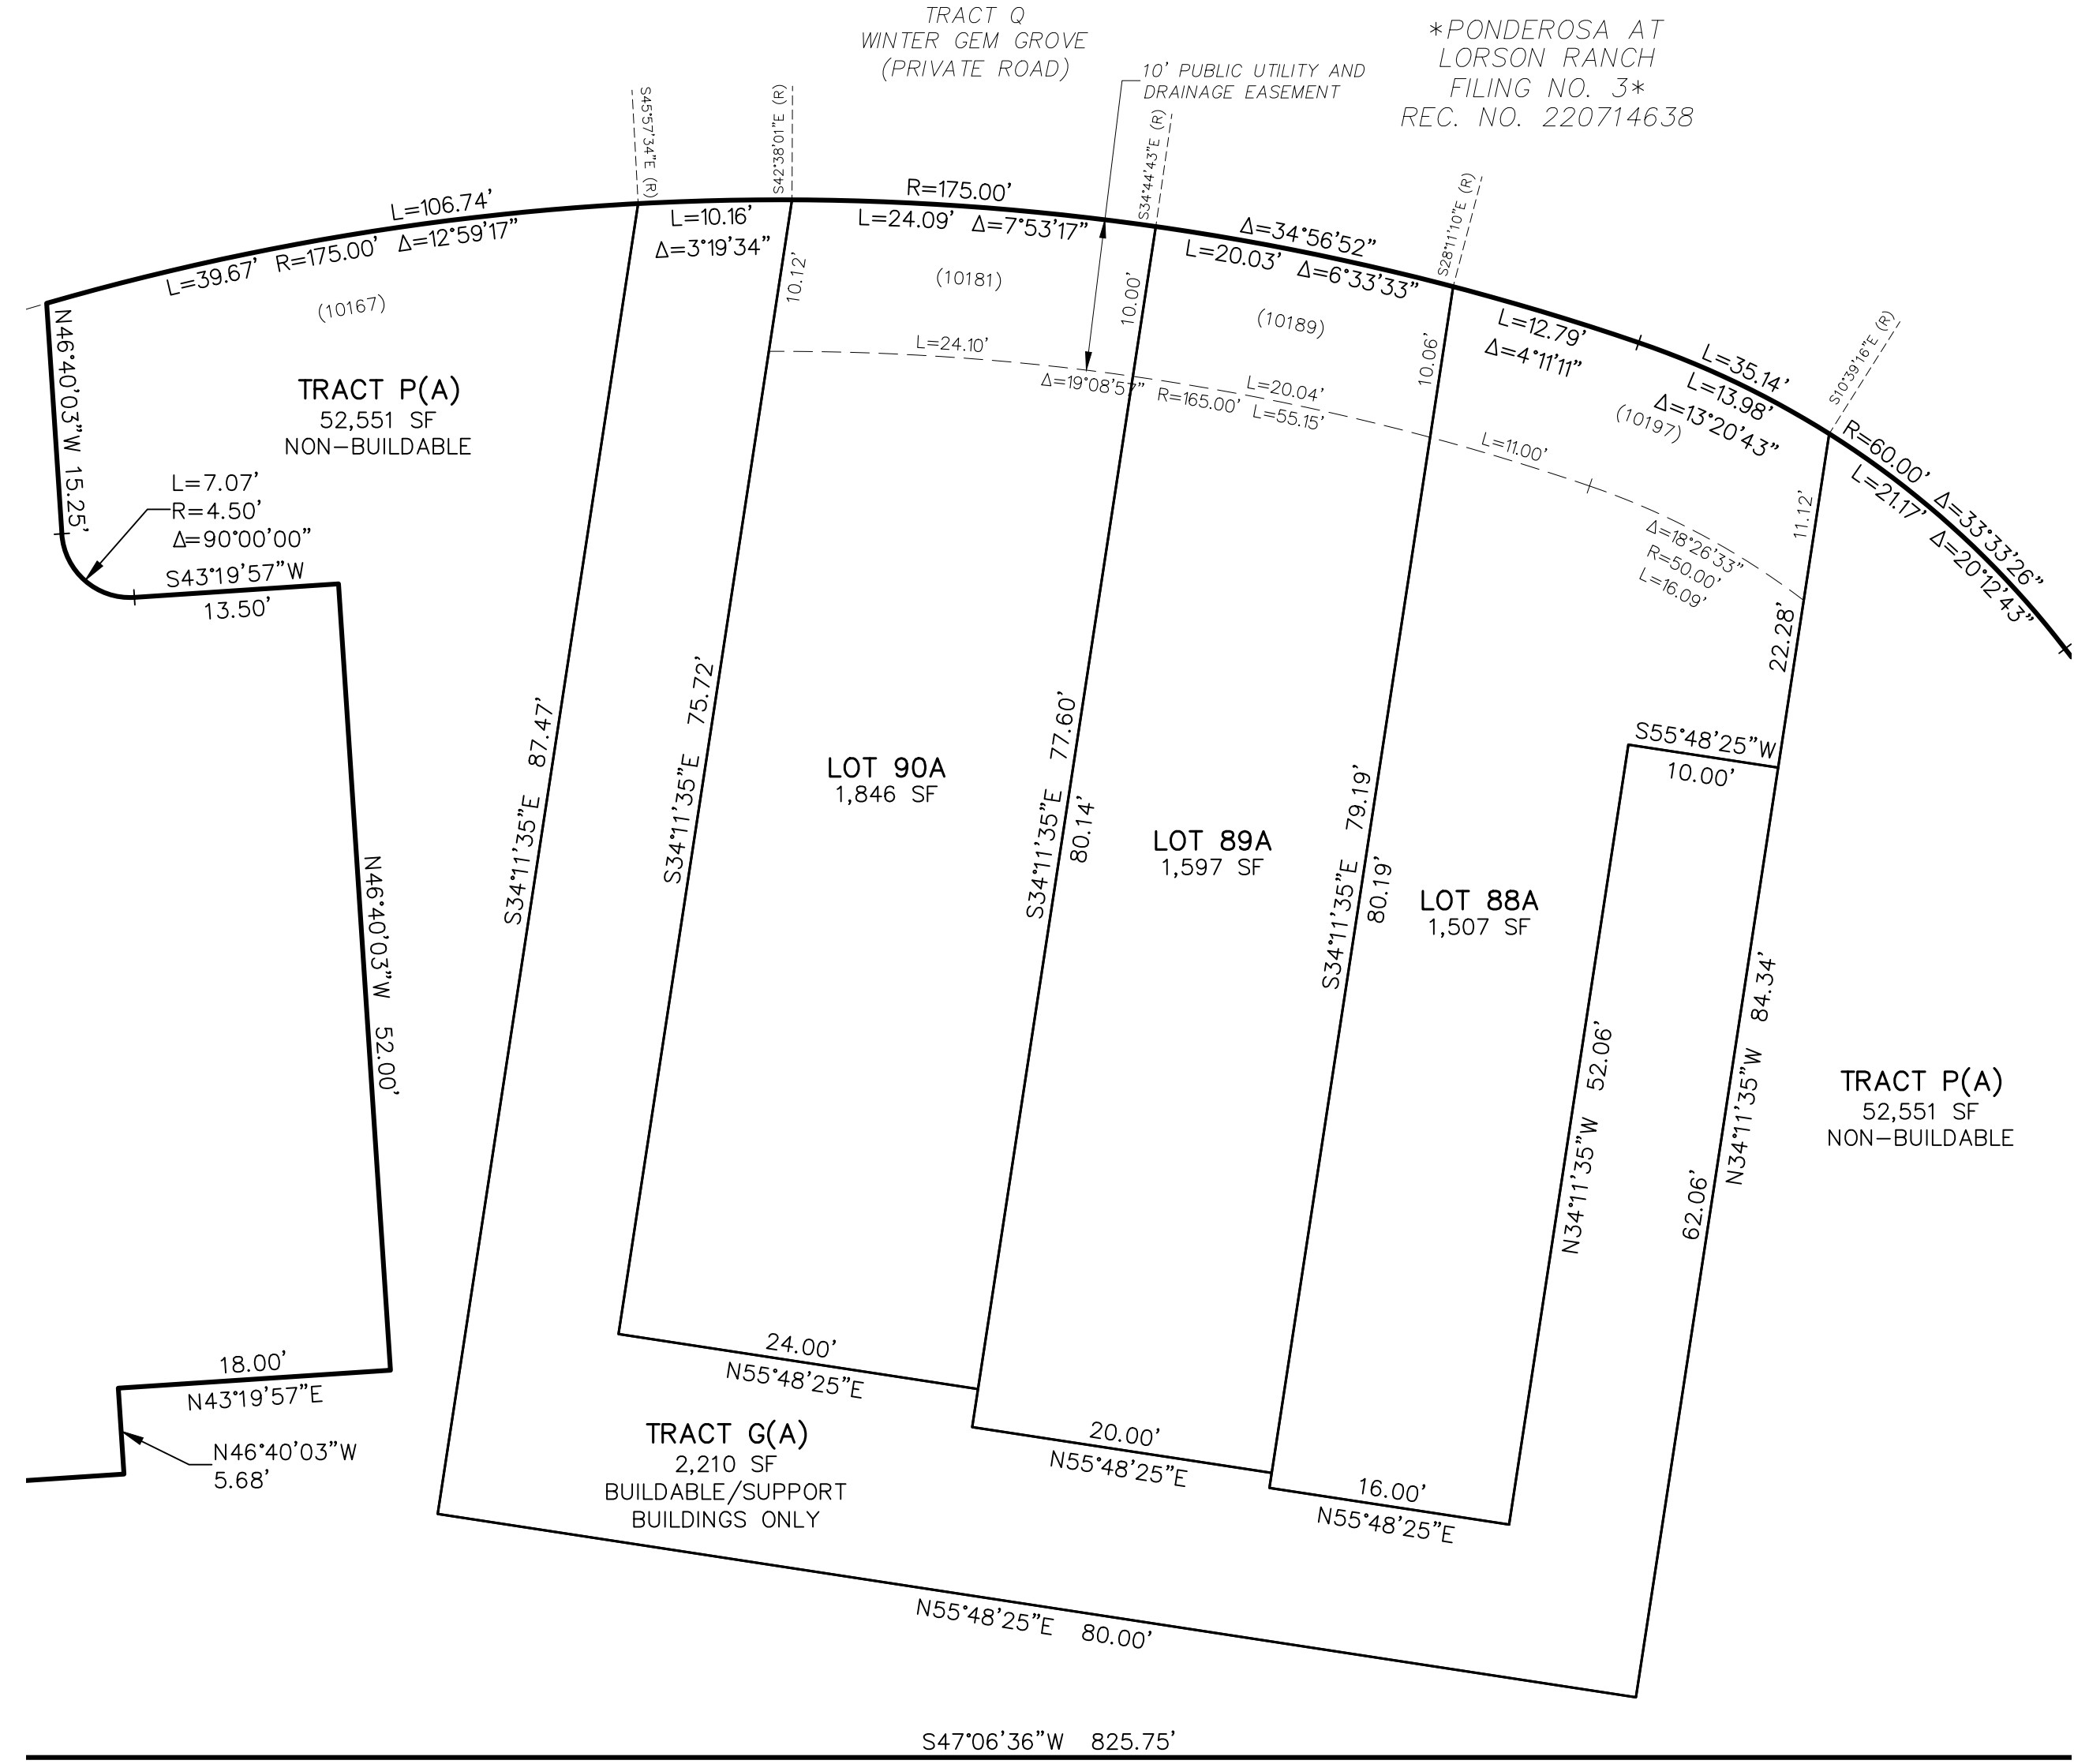 TRACT Q
WINTER GEM GROVE
(PRIVATE ROAD)
*PONDEROSA AT
LORSON RANCH
FILING NO. 3*
REC. NO. 220714638
10' PUBLIC UTILITY AND
DRAINAGE EASEMENT
S45°57'34"E (R)
S42°38'01"E (R)
S34°44'43"E (R)
S28°11'10"E (R)
S10°39'16"E (R)
L=106.74'
R=175.00'
Δ=34°56'52"
L=39.67' R=175.00' Δ=12°59'17"
L=10.16'
Δ=3°19'34"
L=24.09' Δ=7°53'17"
L=20.03' Δ=6°33'33"
L=12.79'
Δ=4°11'11"
L=35.14'
L=13.98'
Δ=13°20'43"
R=60.00' Δ=33°33'26"
L=21.17' Δ=20°12'43"
(10167)
(10181)
(10189)
(10197)
10.12'
10.00'
10.06'
11.12'
L=24.10'
Δ=19°08'57" R=165.00' L=55.15'
L=20.04'
L=11.00'
Δ=18°26'33"
R=50.00'
L=16.09'
N46°40'03"W 15.25'
TRACT P(A)
52,551 SF
NON-BUILDABLE
L=7.07'
R=4.50'
Δ=90°00'00"
S43°19'57"W
13.50'
N46°40'03"W 52.00'
18.00'
N43°19'57"E
N46°40'03"W
5.68'
S34°11'35"E 87.47'
S34°11'35"E 75.72'
LOT 90A
1,846 SF
S34°11'35"E 77.60'
80.14'
LOT 89A
1,597 SF
S34°11'35"E 79.19'
80.19'
LOT 88A
1,507 SF
22.28'
S55°48'25"W
10.00'
N34°11'35"W 52.06'
N34°11'35"W 84.34'
62.06'
TRACT P(A)
52,551 SF
NON-BUILDABLE
24.00'
N55°48'25"E
20.00'
N55°48'25"E
16.00'
N55°48'25"E
TRACT G(A)
2,210 SF
BUILDABLE/SUPPORT
BUILDINGS ONLY
N55°48'25"E 80.00'
S47°06'36"W 825.75'